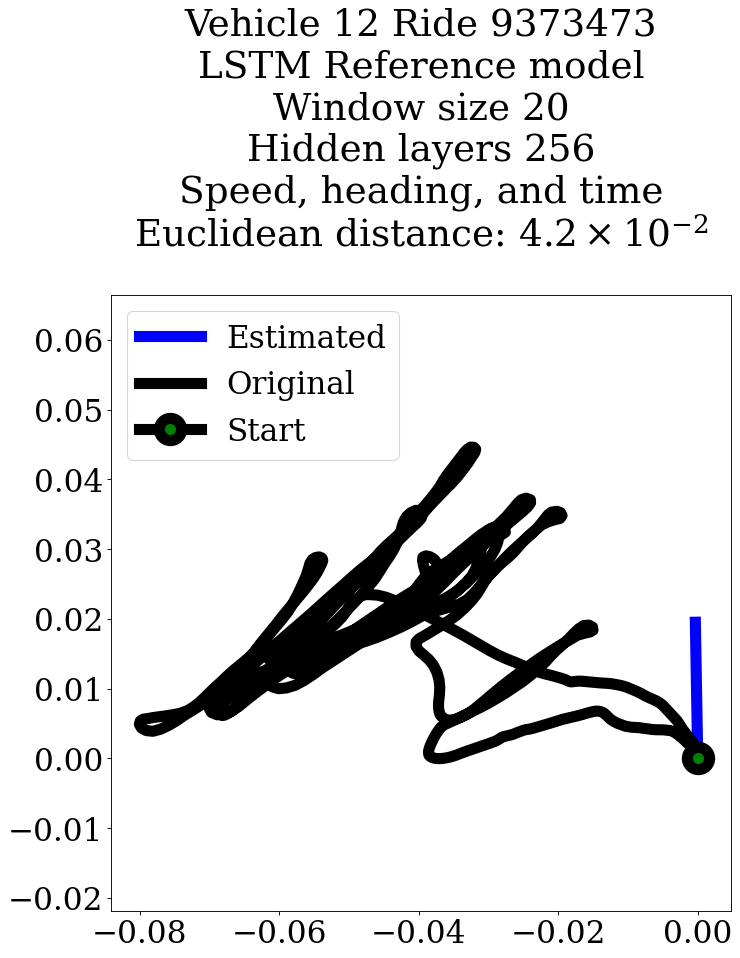 Vehicle 12 Ride 9373473
LSTM Reference model
Window size 20
Hidden layers 256
Speed, heading, and time
Euclidean distance: 4.2 × 10⁻²
Estimated
Original
Start
0.06
0.05
0.04
0.03
0.02
0.01
0.00
−0.01
−0.02
−0.08 −0.06 −0.04 −0.02 0.00